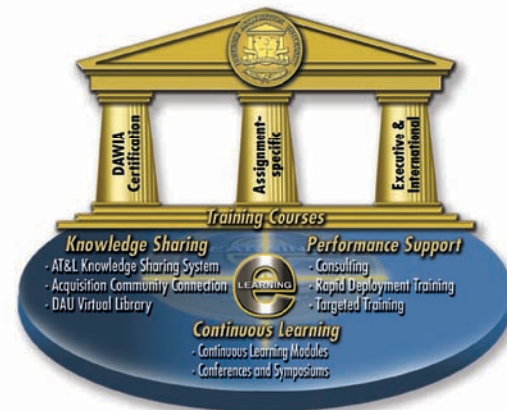 DAWIA
Certification
Assignment-
specific
Executive &
International
Training Courses
Knowledge Sharing
- AT&L Knowledge Sharing System
- Acquisition Community Connection
- DAU Virtual Library
Performance Support
- Consulting
- Rapid Deployment Training
- Targeted Training
e
LEARNING
Continuous Learning
- Continuous Learning Modules
- Conferences and Symposiums